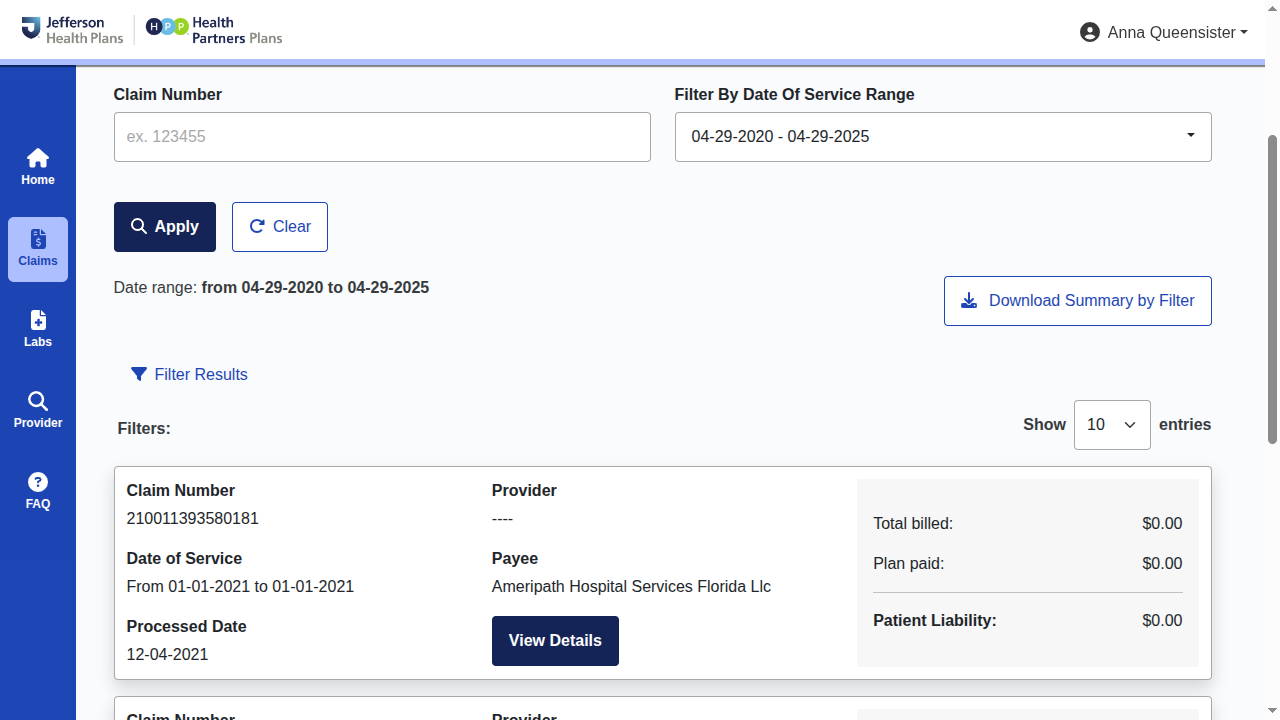 Jefferson
Health Plans
HPP
Health
Partners Plans
Anna Queensister
Home
Claims
Labs
Provider
FAQ
Claim Number
ex. 123455
Filter By Date Of Service Range
04-29-2020 - 04-29-2025
Apply
Clear
Date range: from 04-29-2020 to 04-29-2025
Download Summary by Filter
Filter Results
Filters:
Show 10 entries
Claim Number
210011393580181
Date of Service
From 01-01-2021 to 01-01-2021
Processed Date
12-04-2021
Provider
----
Payee
Ameripath Hospital Services Florida Llc
View Details
Total billed: $0.00
Plan paid: $0.00
Patient Liability: $0.00
Claim Number
Provider